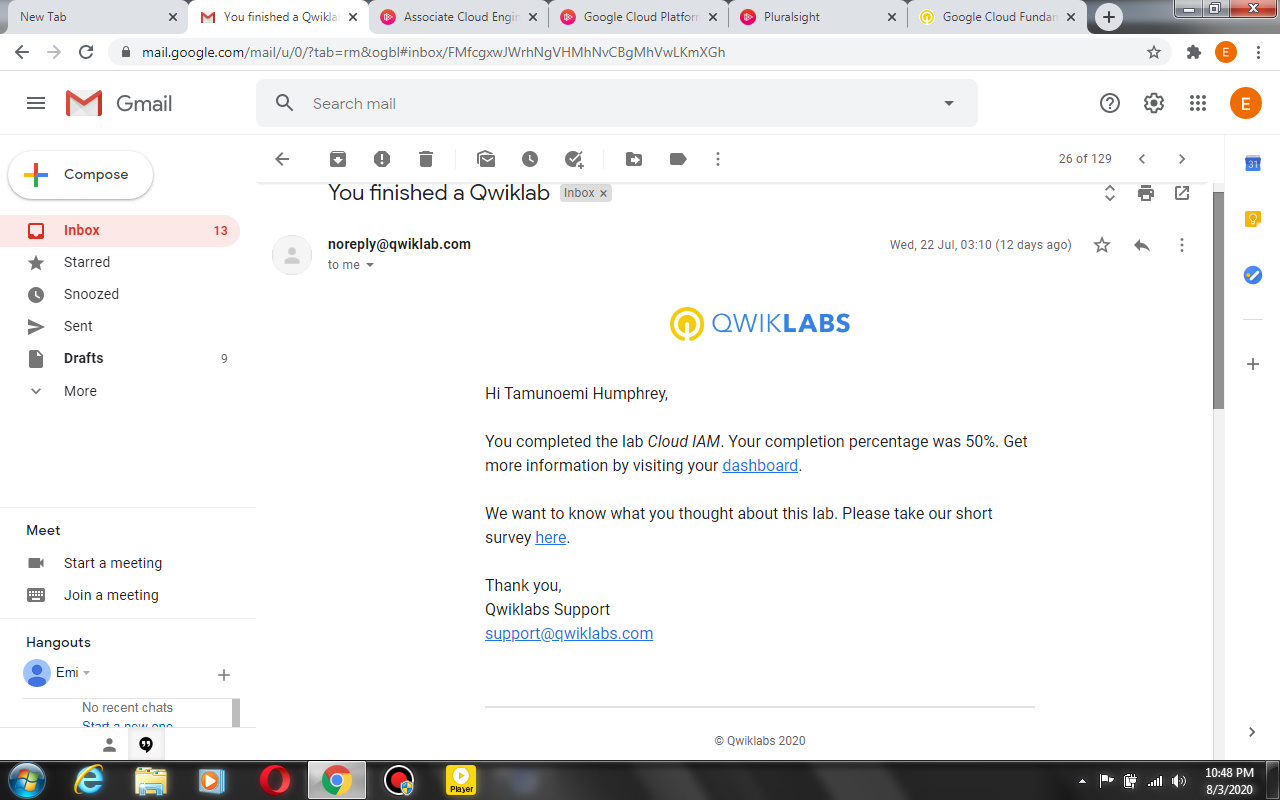 New Tab
You finished a Qwikla
Associate Cloud Engin
Google Cloud Platform
Pluralsight
Google Cloud Fundam
mail.google.com/mail/u/0/?tab=rm&ogbl#inbox/FMfcgxwJWrhNgVHMhNvCBgMhVwLKmXGh
E
Gmail
Search mail
E
Compose
26 of 129
31
You finished a Qwiklab
Inbox ×
Inbox 13
Starred
Snoozed
Sent
Drafts 9
More
noreply@qwiklab.com
Wed, 22 Jul, 03:10 (12 days ago)
to me
QWIKLABS
Hi Tamunoemi Humphrey,
You completed the lab Cloud IAM. Your completion percentage was 50%. Get
more information by visiting your dashboard.
We want to know what you thought about this lab. Please take our short
survey here.
Thank you,
Qwiklabs Support
support@qwiklabs.com
© Qwiklabs 2020
Meet
Start a meeting
Join a meeting
Hangouts
Emi
No recent chats
Start a new one
Player
10:48 PM
8/3/2020